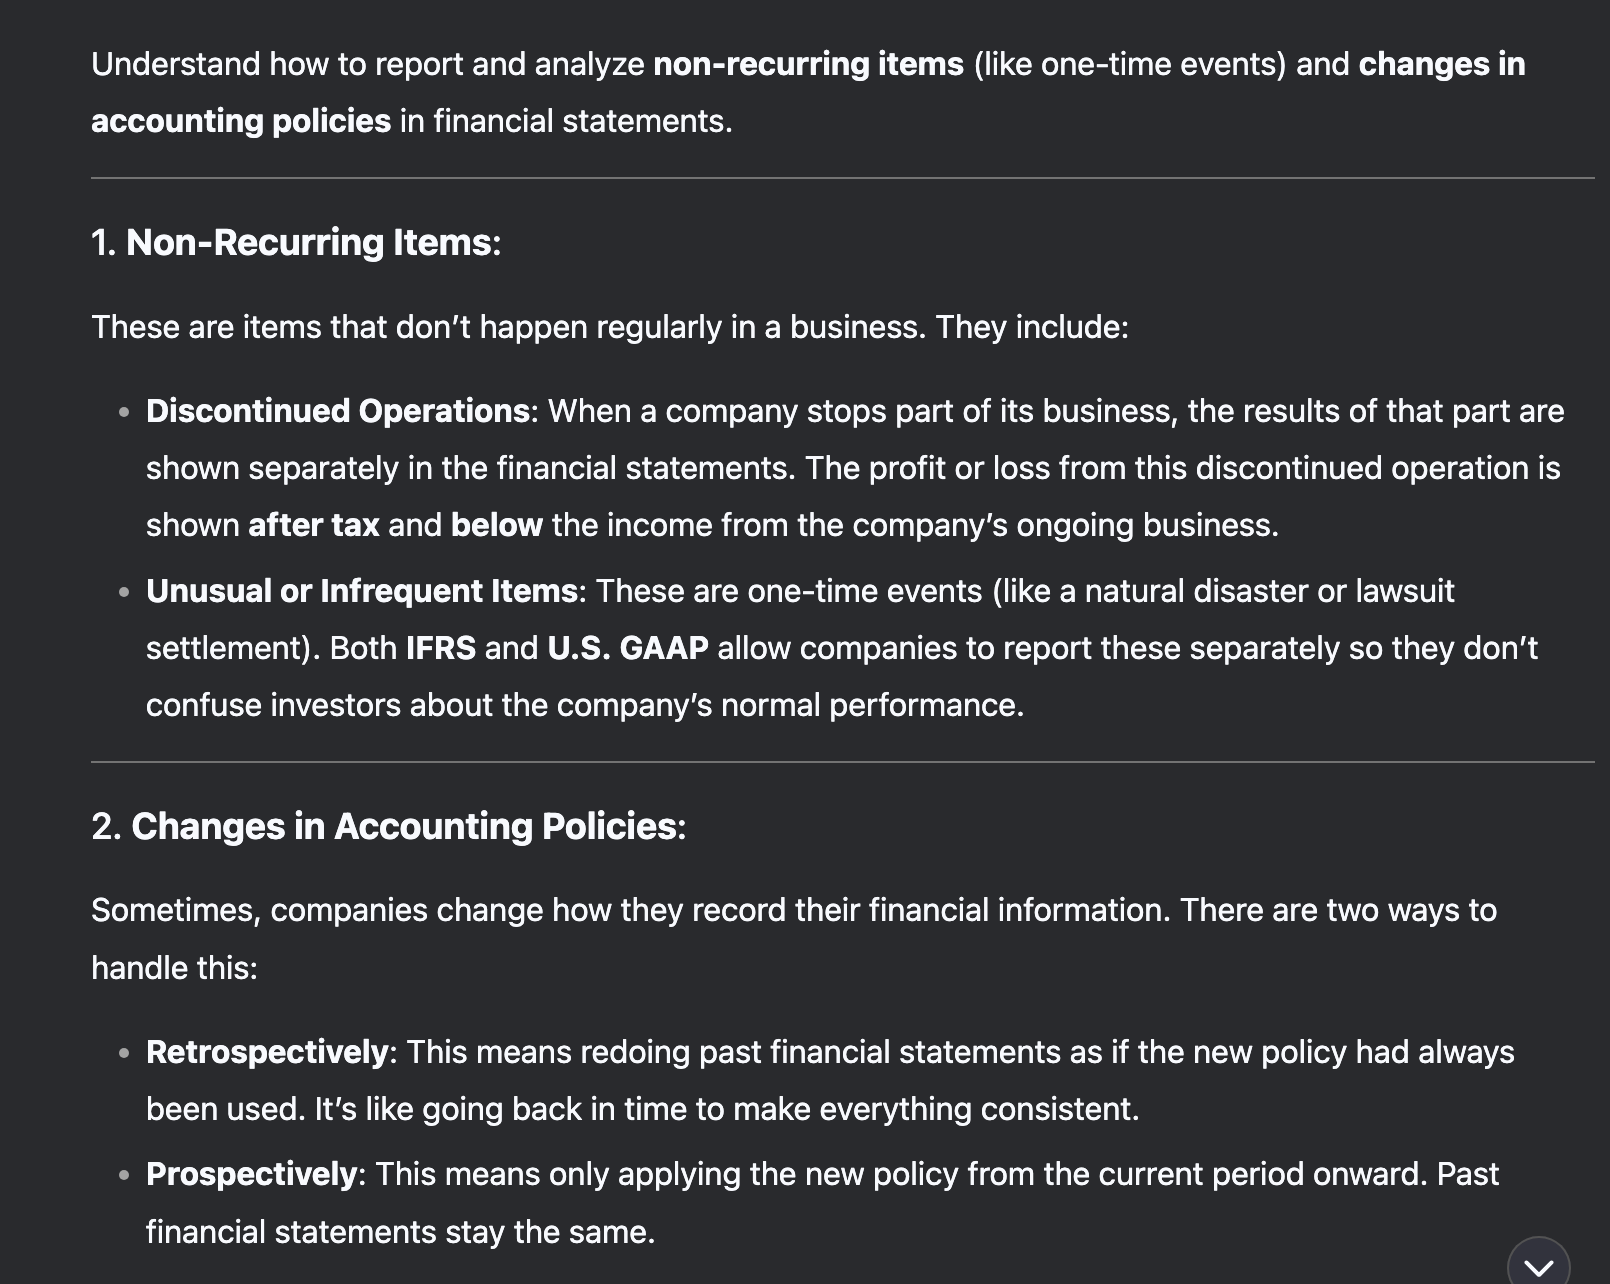 Understand how to report and analyze non-recurring items (like one-time events) and changes in
accounting policies in financial statements.
1. Non-Recurring Items:
These are items that don’t happen regularly in a business. They include:
• Discontinued Operations: When a company stops part of its business, the results of that part are
shown separately in the financial statements. The profit or loss from this discontinued operation is
shown after tax and below the income from the company’s ongoing business.
• Unusual or Infrequent Items: These are one-time events (like a natural disaster or lawsuit
settlement). Both IFRS and U.S. GAAP allow companies to report these separately so they don’t
confuse investors about the company’s normal performance.
2. Changes in Accounting Policies:
Sometimes, companies change how they record their financial information. There are two ways to
handle this:
• Retrospectively: This means redoing past financial statements as if the new policy had always
been used. It’s like going back in time to make everything consistent.
• Prospectively: This means only applying the new policy from the current period onward. Past
financial statements stay the same.